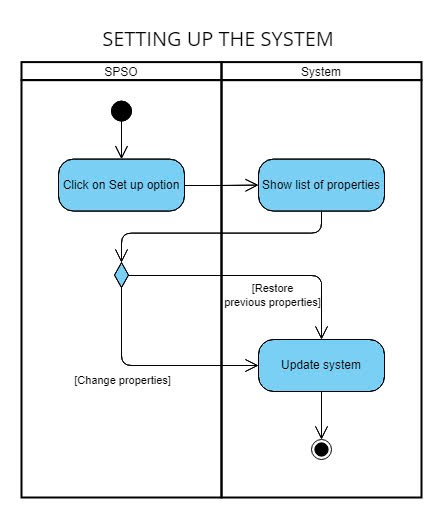 SETTING UP THE SYSTEM
SPSO
System
Click on Set up option
Show list of properties
[Restore
previous properties]
Update system
[Change properties]